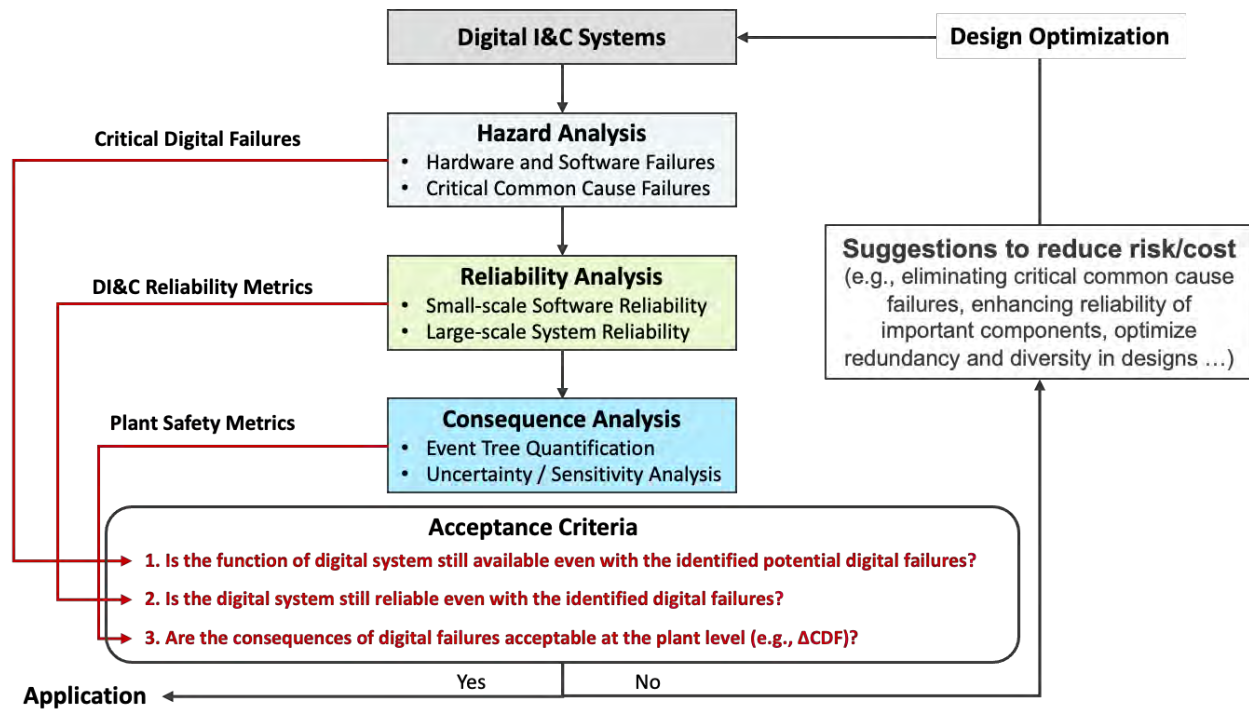 Digital I&C Systems
Design Optimization
Critical Digital Failures
Hazard Analysis
• Hardware and Software Failures
• Critical Common Cause Failures
Suggestions to reduce risk/cost
(e.g., eliminating critical common cause
failures, enhancing reliability of
important components, optimize
redundancy and diversity in designs …)
DI&C Reliability Metrics
Reliability Analysis
• Small-scale Software Reliability
• Large-scale System Reliability
Plant Safety Metrics
Consequence Analysis
• Event Tree Quantification
• Uncertainty / Sensitivity Analysis
Acceptance Criteria
1. Is the function of digital system still available even with the identified potential digital failures?
2. Is the digital system still reliable even with the identified digital failures?
3. Are the consequences of digital failures acceptable at the plant level (e.g., ΔCDF)?
Yes
No
Application